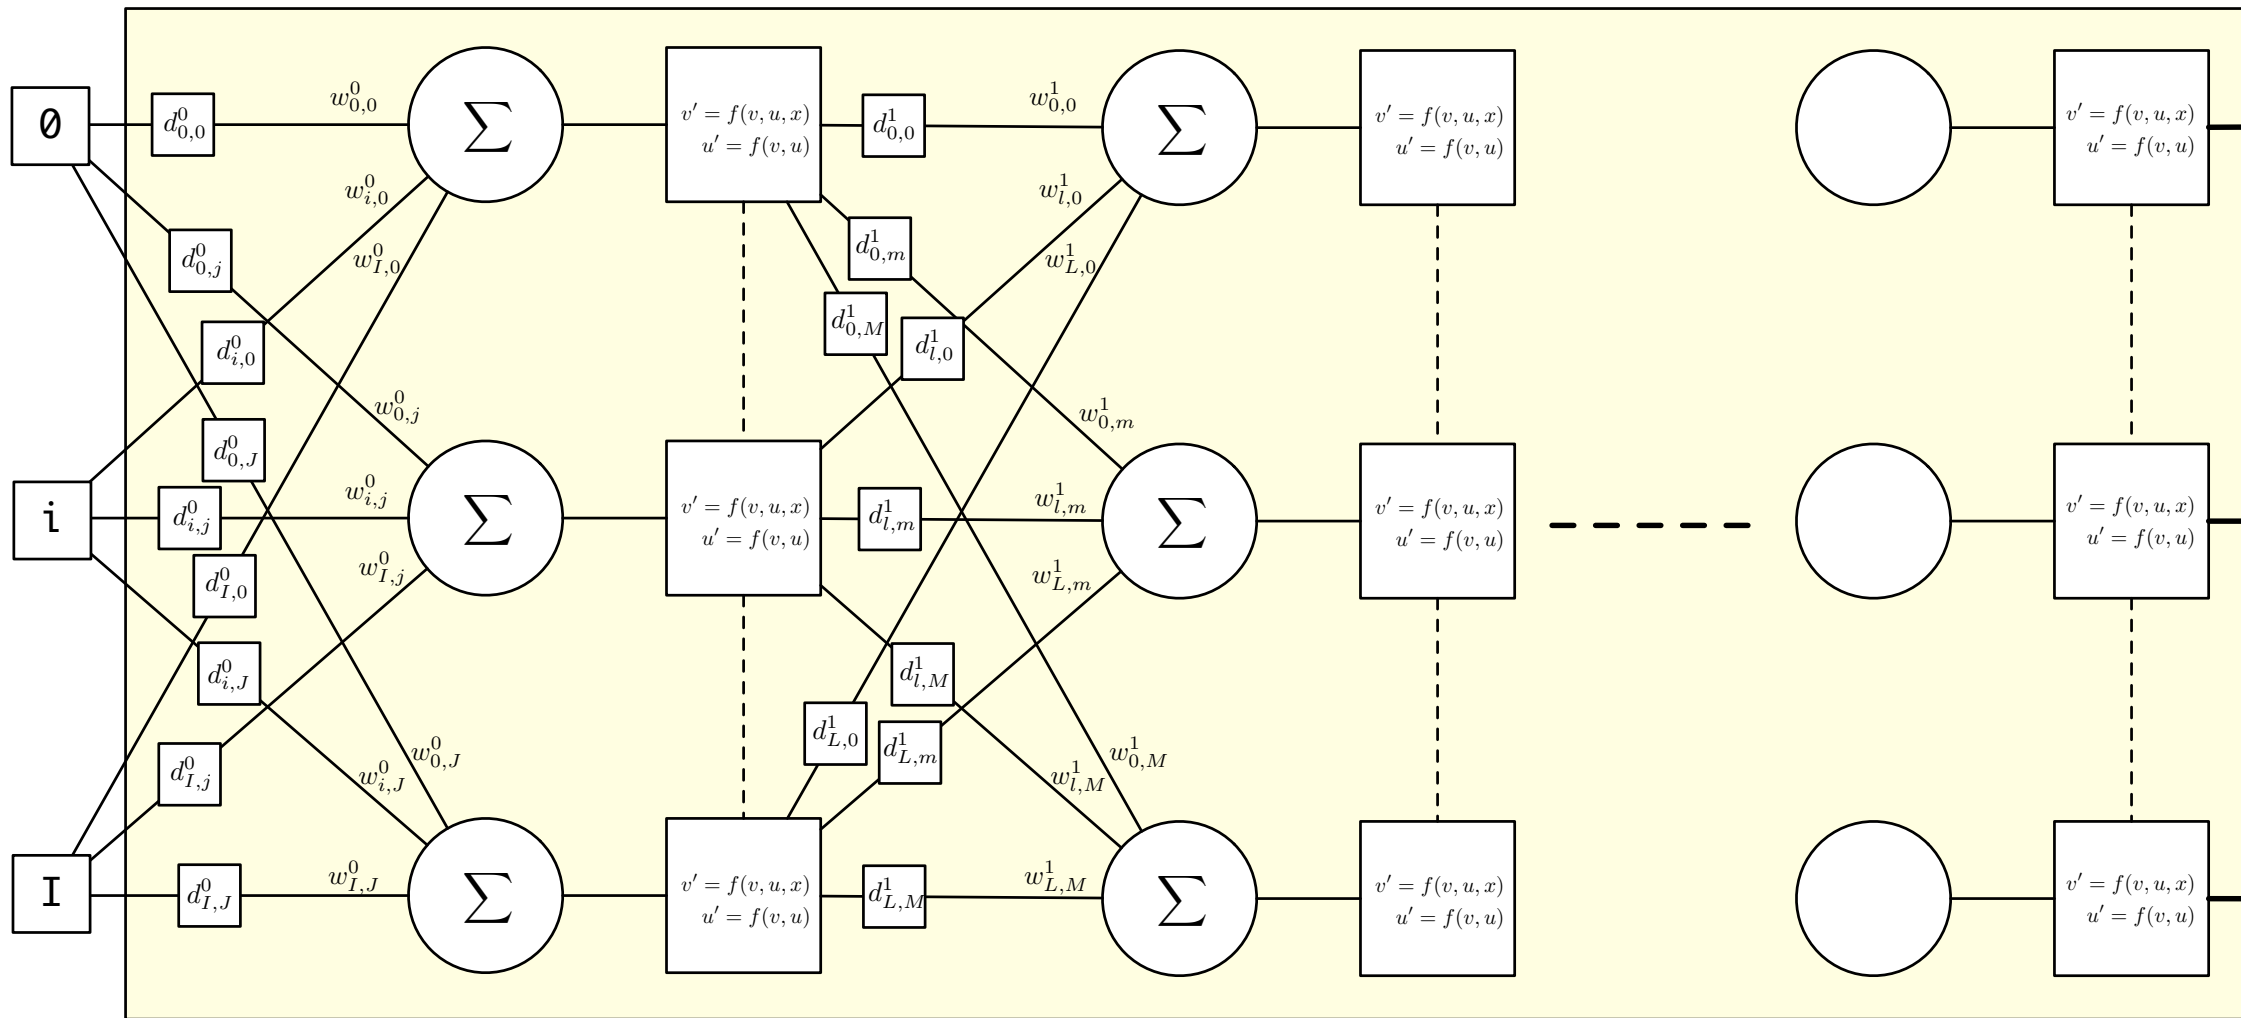 0
d^0_{0,0}
w^0_{0,0}
∑
v′ = f(v, u, x)
u′ = f(v, u)
d^1_{0,0}
w^1_{0,0}
∑
v′ = f(v, u, x)
u′ = f(v, u)
v′ = f(v, u, x)
u′ = f(v, u)
w^0_{i,0}
w^1_{l,0}
d^0_{0,j}
w^0_{I,0}
d^1_{0,m}
w^1_{L,0}
d^0_{i,0}
d^1_{0,M}
d^1_{l,0}
w^0_{0,j}
w^1_{0,m}
d^0_{0,J}
i
d^0_{i,j}
w^0_{i,j}
∑
v′ = f(v, u, x)
u′ = f(v, u)
d^1_{l,m}
w^1_{l,m}
∑
v′ = f(v, u, x)
u′ = f(v, u)
v′ = f(v, u, x)
u′ = f(v, u)
d^0_{I,0}
w^0_{I,j}
w^1_{L,m}
d^0_{i,J}
d^1_{l,M}
d^1_{L,0}
d^1_{L,m}
d^0_{I,j}
w^0_{i,J}
w^0_{0,J}
w^1_{l,M}
w^1_{0,M}
I
d^0_{I,J}
w^0_{I,J}
∑
v′ = f(v, u, x)
u′ = f(v, u)
d^1_{L,M}
w^1_{L,M}
∑
v′ = f(v, u, x)
u′ = f(v, u)
v′ = f(v, u, x)
u′ = f(v, u)